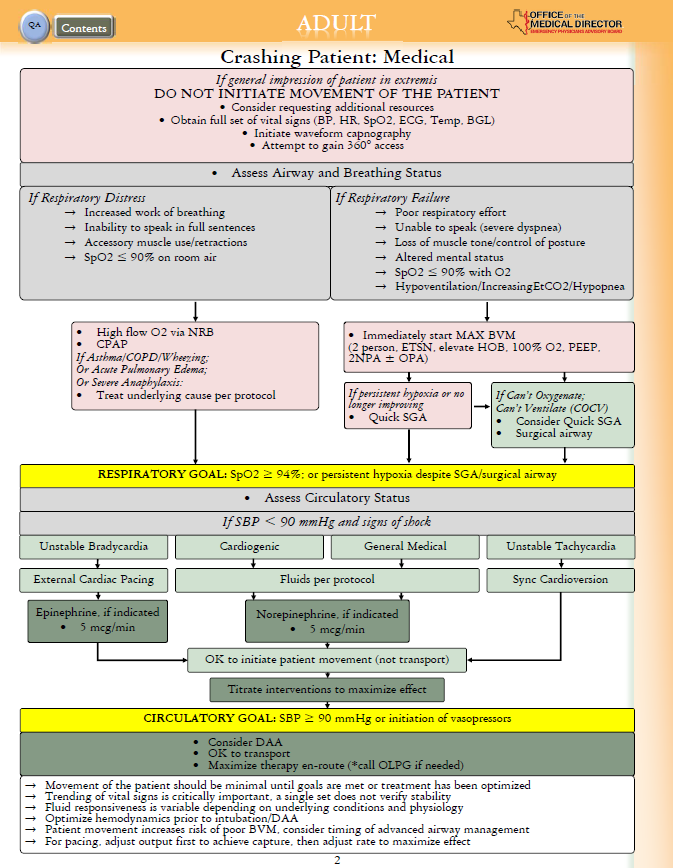 QA
Contents
ADULT
OFFICE OF THE
MEDICAL DIRECTOR
EMERGENCY PHYSICIANS ADVISORY BOARD
Crashing Patient: Medical
If general impression of patient in extremis
DO NOT INITIATE MOVEMENT OF THE PATIENT
• Consider requesting additional resources
• Obtain full set of vital signs (BP, HR, SpO2, ECG, Temp, BGL)
• Initiate waveform capnography
• Attempt to gain 360° access
• Assess Airway and Breathing Status
If Respiratory Distress
→ Increased work of breathing
→ Inability to speak in full sentences
→ Accessory muscle use/retractions
→ SpO2 ≤ 90% on room air
If Respiratory Failure
→ Poor respiratory effort
→ Unable to speak (severe dyspnea)
→ Loss of muscle tone/control of posture
→ Altered mental status
→ SpO2 ≤ 90% with O2
→ Hypoventilation/IncreasingEtCO2/Hypopnea
• High flow O2 via NRB
• CPAP
If Asthma/COPD/Wheezing;
Or Acute Pulmonary Edema;
Or Severe Anaphylaxis:
• Treat underlying cause per protocol
• Immediately start MAX BVM
(2 person, ETSN, elevate HOB, 100% O2, PEEP,
2NPA ± OPA)
If persistent hypoxia or no
longer improving
• Quick SGA
If Can't Oxygenate;
Can't Ventilate (COCV)
• Consider Quick SGA
• Surgical airway
RESPIRATORY GOAL: SpO2 ≥ 94%; or persistent hypoxia despite SGA/surgical airway
• Assess Circulatory Status
If SBP < 90 mmHg and signs of shock
Unstable Bradycardia
Cardiogenic
General Medical
Unstable Tachycardia
External Cardiac Pacing
Fluids per protocol
Sync Cardioversion
Epinephrine, if indicated
• 5 mcg/min
Norepinephrine, if indicated
• 5 mcg/min
OK to initiate patient movement (not transport)
Titrate interventions to maximize effect
CIRCULATORY GOAL: SBP ≥ 90 mmHg or initiation of vasopressors
• Consider DAA
• OK to transport
• Maximize therapy en-route (*call OLPG if needed)
→ Movement of the patient should be minimal until goals are met or treatment has been optimized
→ Trending of vital signs is critically important, a single set does not verify stability
→ Fluid responsiveness is variable depending on underlying conditions and physiology
→ Optimize hemodynamics prior to intubation/DAA
→ Patient movement increases risk of poor BVM, consider timing of advanced airway management
→ For pacing, adjust output first to achieve capture, then adjust rate to maximize effect
2